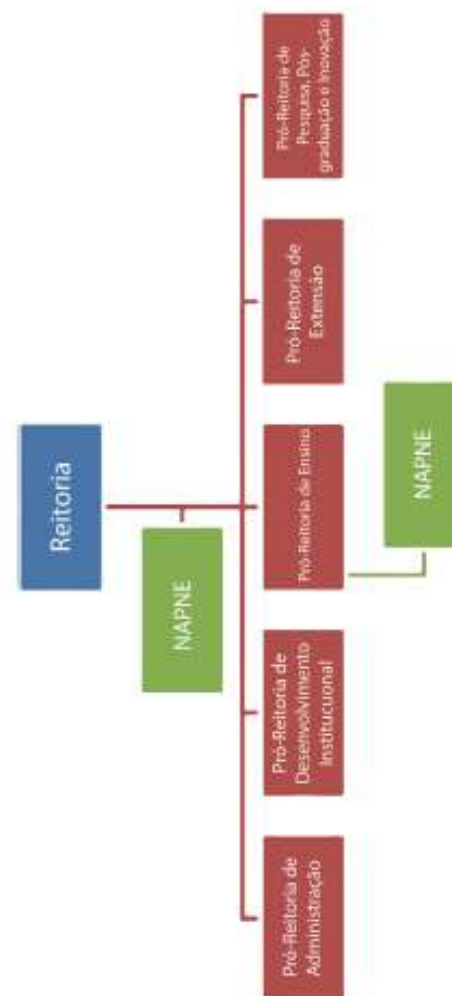 Reitoria
NAPNE
Pró-Reitoria de
Administração
Pró-Reitoria de
Desenvolvimento
Institucuonal
Pró-Reitoria de Ensino
Pró-Reitoria de
Extensão
Pró-Reitoria de
Pesquisa, Pós-
graduação e Inovação
NAPNE